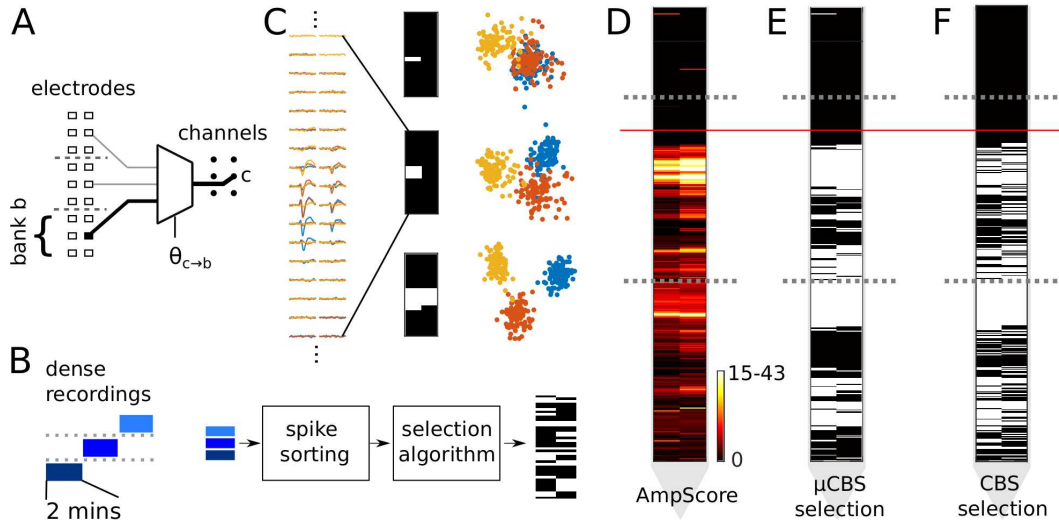 A
electrodes
channels
c
bank b
{
θc→b
B
dense
recordings
2 mins
spike
sorting
selection
algorithm
C
...
...
D
15-43
0
AmpScore
E
μCBS
selection
F
CBS
selection